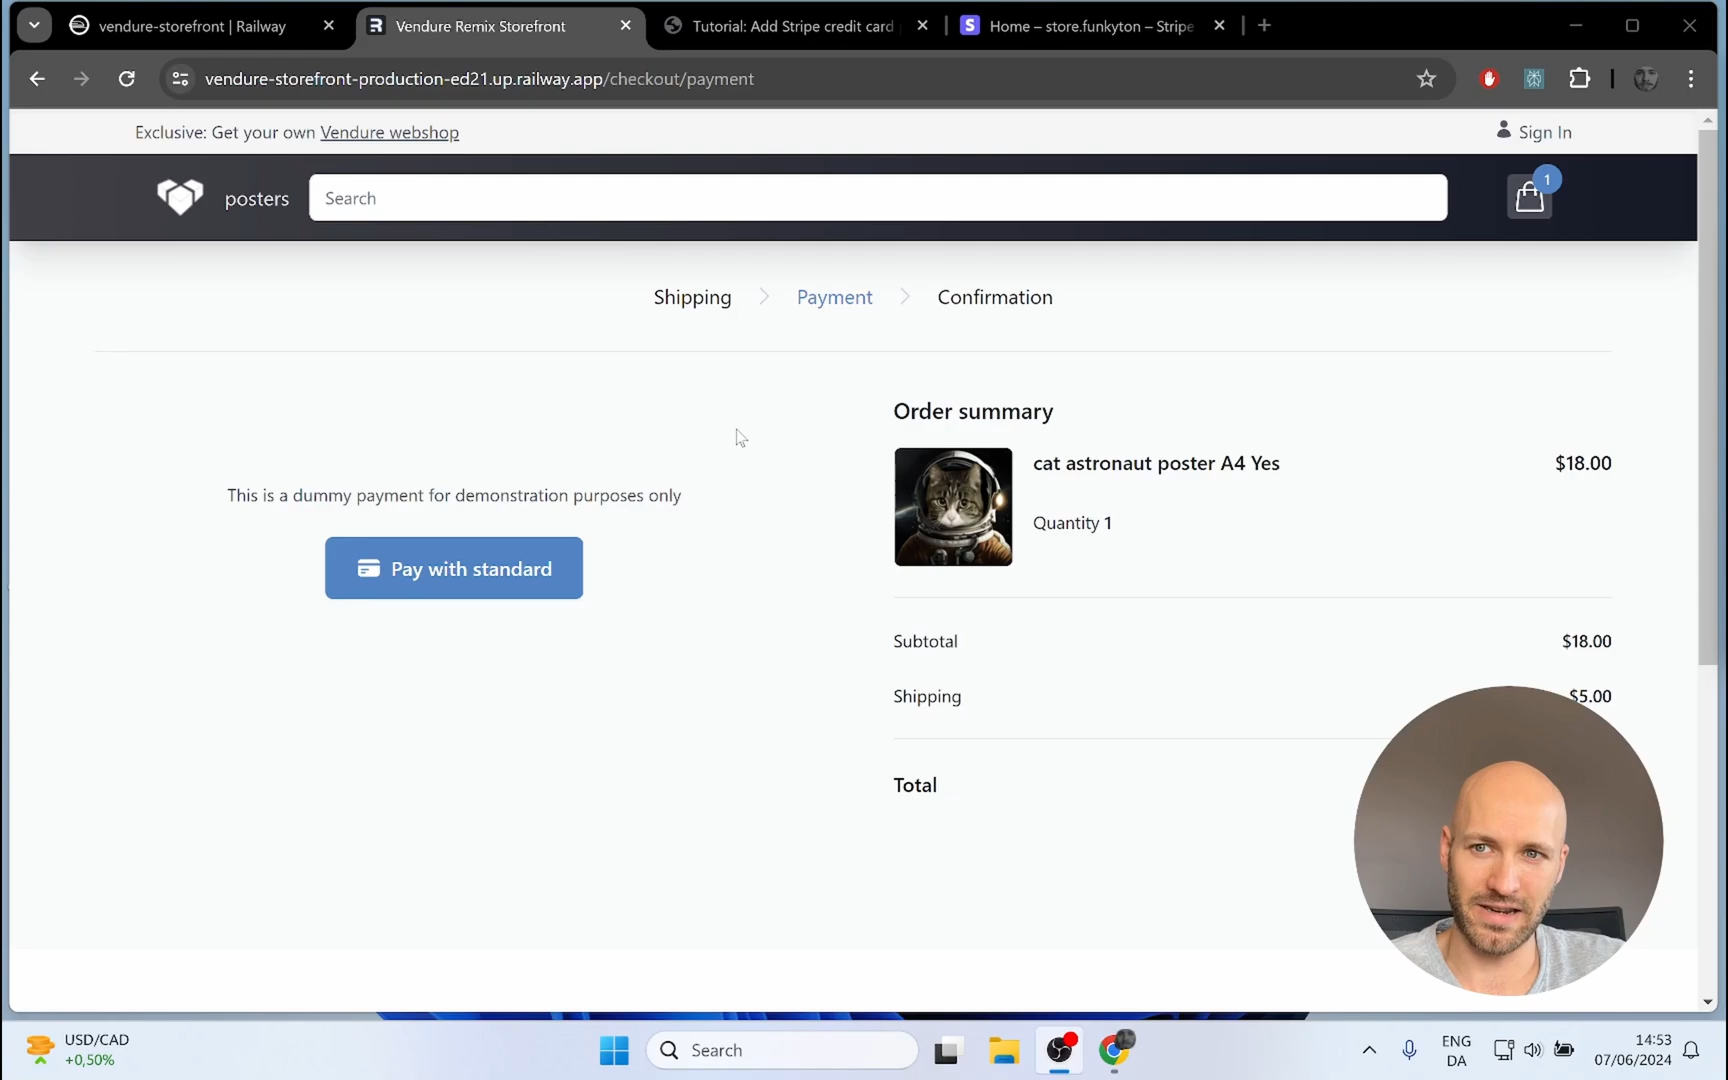 vendure-storefront | Railway
Vendure Remix Storefront
Tutorial: Add Stripe credit card
S Home – store.funkyton – Stripe
vendure-storefront-production-ed21.up.railway.app/checkout/payment
Exclusive: Get your own Vendure webshop
Sign In
posters
Search
1
Shipping
Payment
Confirmation
Order summary
cat astronaut poster A4 Yes
$18.00
Quantity 1
This is a dummy payment for demonstration purposes only
Pay with standard
Subtotal
$18.00
Shipping
$5.00
Total
USD/CAD
+0,50%
Search
ENG
DA
14:53
07/06/2024